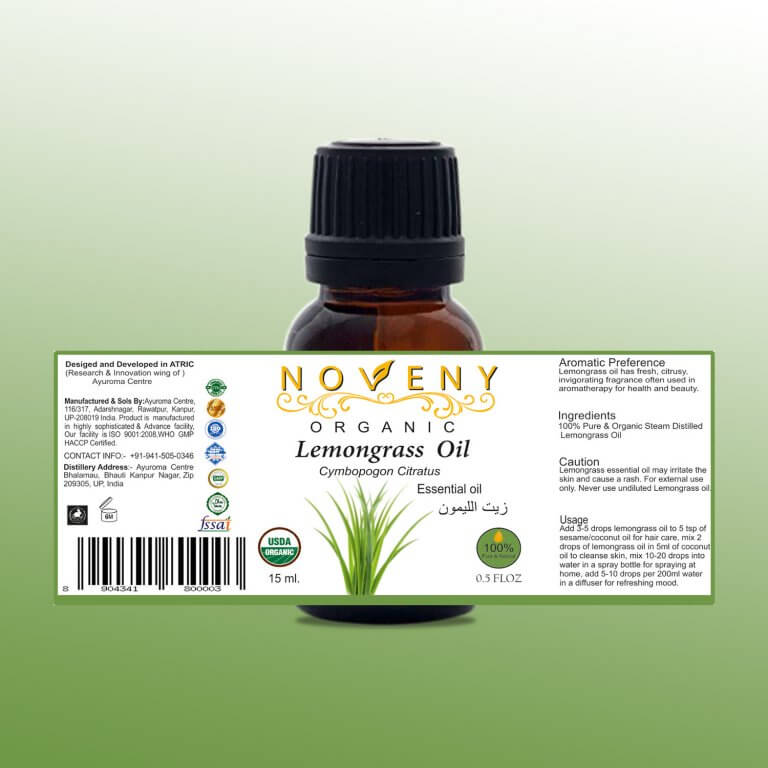 Desiged and Developed in ATRIC
(Research & Innovation wing of )
Ayuroma Centre
Manufactured & Sols By:Ayuroma Centre,
116/317, Adarshnagar, Rawatpur, Kanpur,
UP-208019 India. Product is manufactured
in highly sophisticated & Advance facility,
Our facility is ISO 9001:2008,WHO GMP
HACCP Certified.
CONTACT INFO:- +91-941-505-0346
Distillery Address:- Ayuroma Centre
Bhalamau, Bhauli Kanpur Nagar, Zip
209305, UP, India
6U
GMP
fssai
8 904341 800003
NOVENY
ORGANIC
Lemongrass Oil
Cymbopogon Citratus
Essential oil
زيت الليمون
USDA
ORGANIC
15 ml.
100%
Pure & Natural
0.5 FLOZ
Aromatic Preference
Lemongrass oil has fresh, citrusy,
invigorating fragrance often used in
aromatherapy for health and beauty.
Ingredients
100% Pure & Organic Steam Distilled
Lemongrass Oil
Caution
Lemongrass essential oil may irritate the
skin and cause a rash. For external use
only. Never use undiluted Lemongrass oil.
Usage
Add 3-5 drops lemongrass oil to 5 tsp of
sesame/coconut oil for hair care, mix 2
drops of lemongrass oil in 5ml of coconut
oil to cleanse skin, mix 10-20 drops into
water in a spray bottle for spraying at
home, add 5-10 drops per 200ml water
in a diffuser for refreshing mood.